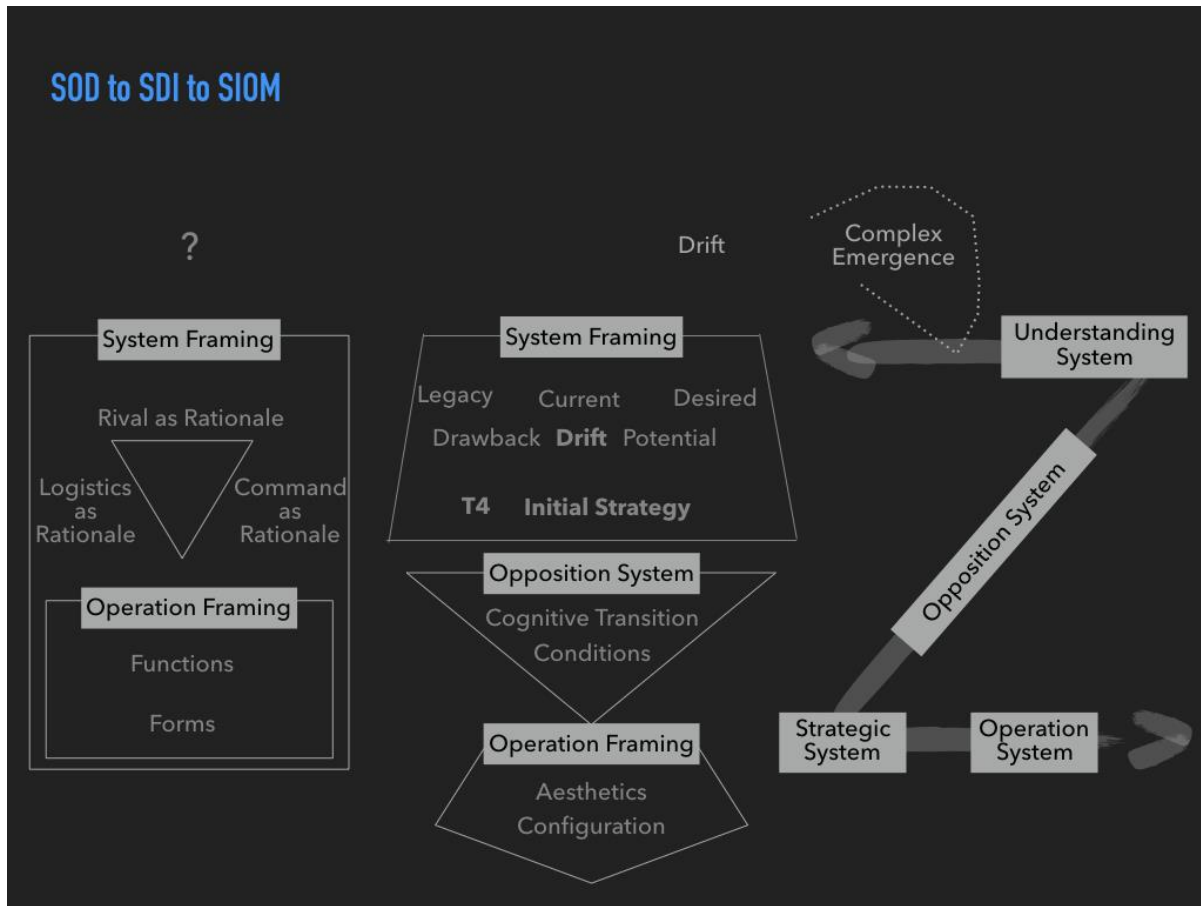 SOD to SDI to SIOM
?
System Framing
Rival as Rationale
Logistics
as
Rationale
Command
as
Rationale
Operation Framing
Functions
Forms
Drift
System Framing
Legacy
Current
Desired
Drawback
Drift
Potential
T4
Initial Strategy
Opposition System
Cognitive Transition
Conditions
Operation Framing
Aesthetics
Configuration
Complex
Emergence
Understanding
System
Opposition System
Strategic
System
Operation
System